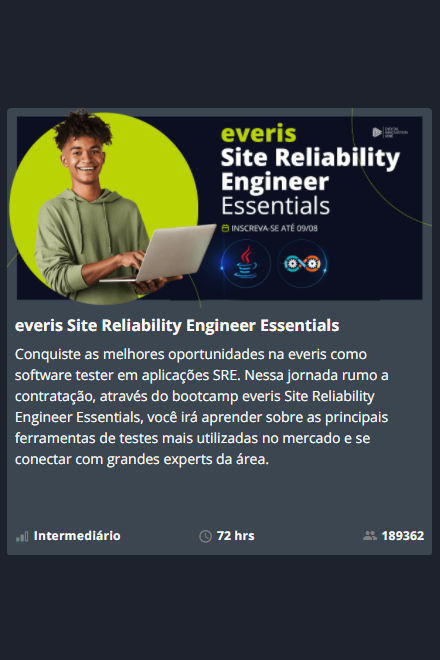 everis
Site Reliability
Engineer
Essentials
INSCREVA-SE ATÉ 09/08
everis Site Reliability Engineer Essentials
Conquiste as melhores oportunidades na everis como
software tester em aplicações SRE. Nessa jornada rumo a
contratação, através do bootcamp everis Site Reliability
Engineer Essentials, você irá aprender sobre as principais
ferramentas de testes mais utilizadas no mercado e se
conectar com grandes experts da área.
Intermediário 72 hrs 189362